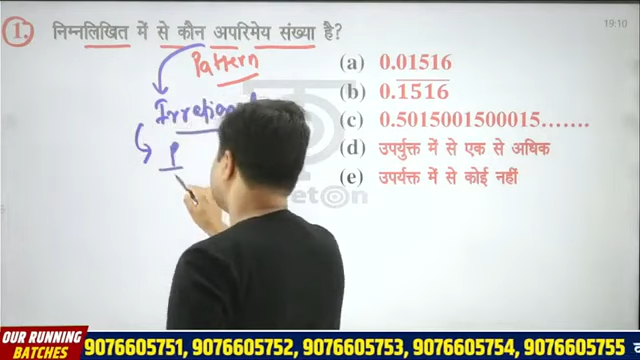 19:10
1. निम्नलिखित में से कौन अपरिमेय संख्या है?
Pattern
(a) 0.01516
(b) 0.1516
(c) 0.5015001500015.......
(d) उपर्युक्त में से एक से अधिक
(e) उपर्यक्त में से कोई नहीं
P
OUR RUNNING BATCHES
9076605751, 9076605752, 9076605753, 9076605754, 9076605755